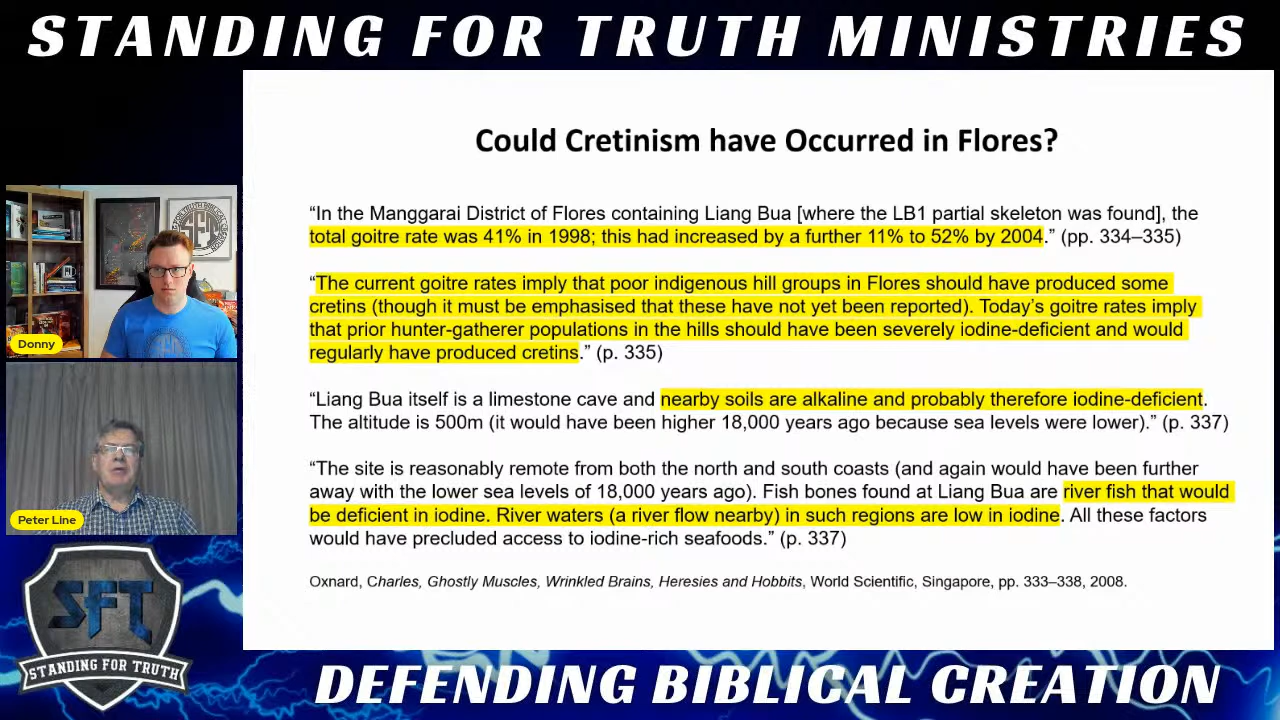 STANDING FOR TRUTH MINISTRIES
Could Cretinism have Occurred in Flores?
“In the Manggarai District of Flores containing Liang Bua [where the LB1 partial skeleton was found], the
total goitre rate was 41% in 1998; this had increased by a further 11% to 52% by 2004.” (pp. 334–335)
“The current goitre rates imply that poor indigenous hill groups in Flores should have produced some
cretins (though it must be emphasised that these have not yet been reported). Today’s goitre rates imply
that prior hunter-gatherer populations in the hills should have been severely iodine-deficient and would
regularly have produced cretins.” (p. 335)
“Liang Bua itself is a limestone cave and nearby soils are alkaline and probably therefore iodine-deficient.
The altitude is 500m (it would have been higher 18,000 years ago because sea levels were lower).” (p. 337)
“The site is reasonably remote from both the north and south coasts (and again would have been further
away with the lower sea levels of 18,000 years ago). Fish bones found at Liang Bua are river fish that would
be deficient in iodine. River waters (a river flow nearby) in such regions are low in iodine. All these factors
would have precluded access to iodine-rich seafoods.” (p. 337)
Oxnard, Charles, Ghostly Muscles, Wrinkled Brains, Heresies and Hobbits, World Scientific, Singapore, pp. 333–338, 2008.
Donny
Peter Line
SFT
STANDING FOR TRUTH
DEFENDING BIBLICAL CREATION